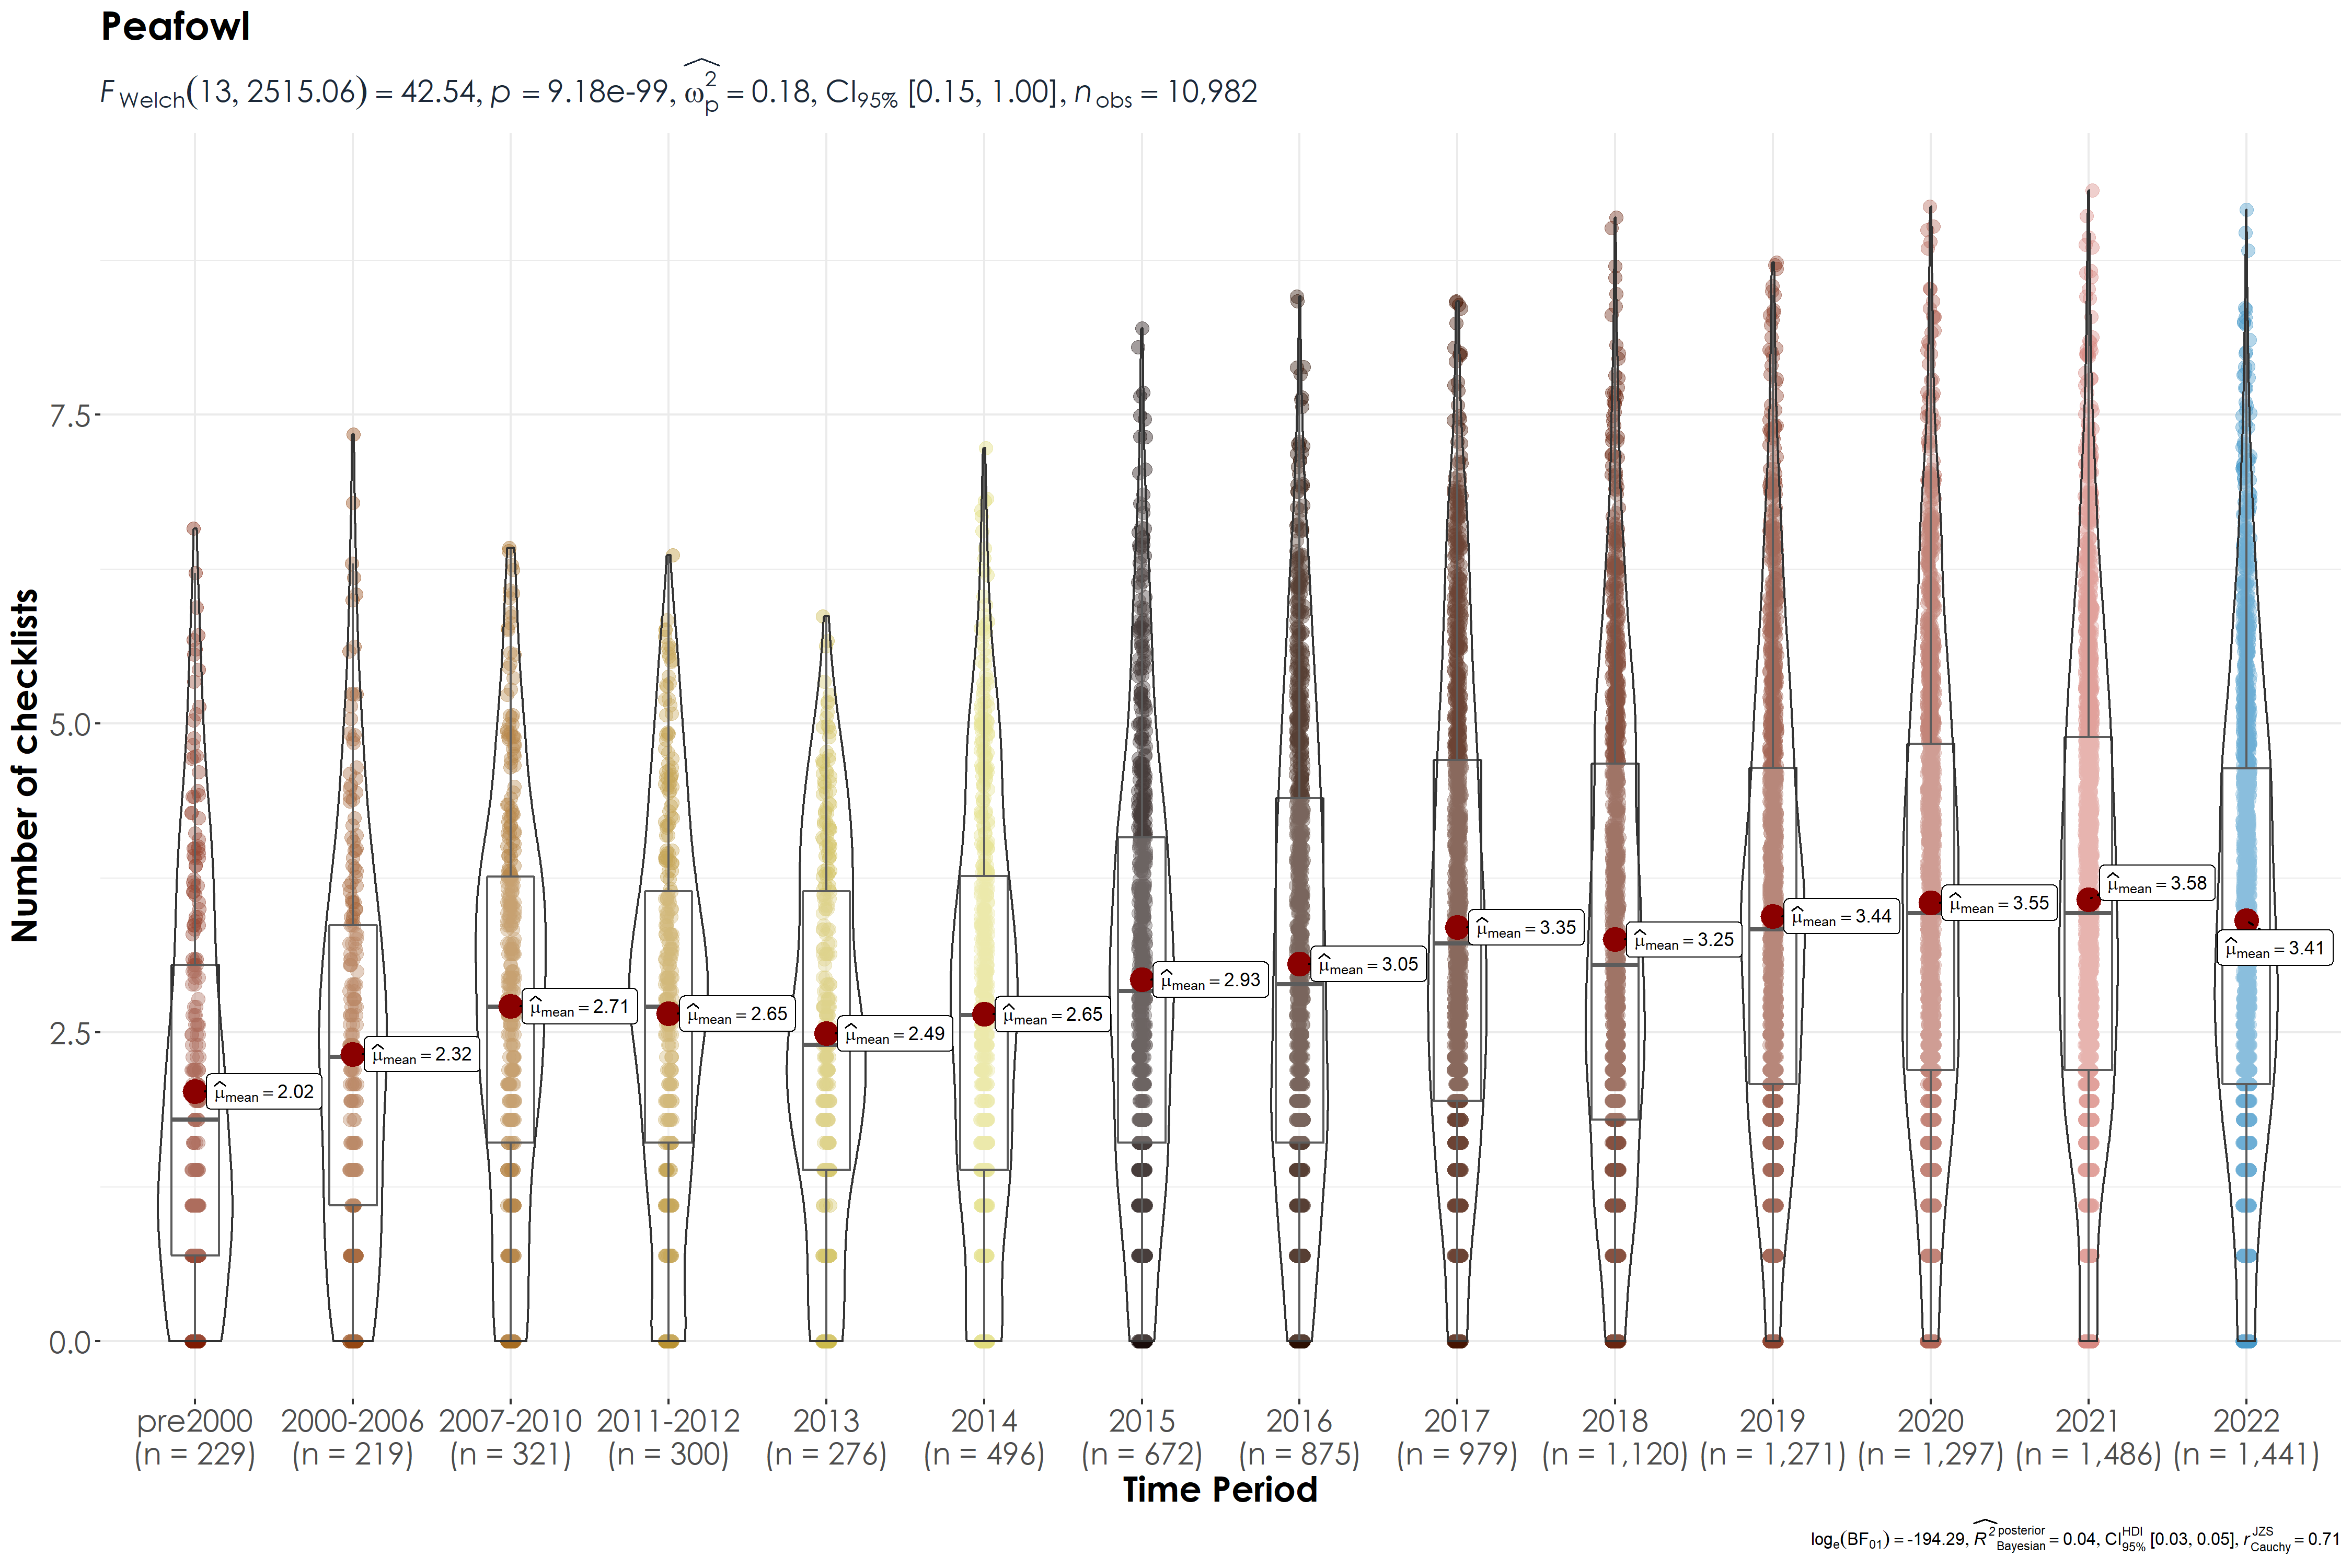 Peafowl
F Welch(13, 2515.06) = 42.54, p = 9.18e-99, ω̂²p = 0.18, CI95% [0.15, 1.00], nobs = 10,982
Number of checklists
7.5
5.0
2.5
0.0
μ̂mean = 2.02
μ̂mean = 2.32
μ̂mean = 2.71
μ̂mean = 2.65
μ̂mean = 2.49
μ̂mean = 2.65
μ̂mean = 2.93
μ̂mean = 3.05
μ̂mean = 3.35
μ̂mean = 3.25
μ̂mean = 3.44
μ̂mean = 3.55
μ̂mean = 3.58
μ̂mean = 3.41
pre2000 2000-2006 2007-2010 2011-2012 2013 2014 2015 2016 2017 2018 2019 2020 2021 2022
(n = 229) (n = 219) (n = 321) (n = 300) (n = 276) (n = 496) (n = 672) (n = 875) (n = 979) (n = 1,120) (n = 1,271) (n = 1,297) (n = 1,486) (n = 1,441)
Time Period
loge(BF01) = -194.29, R̂² posterior Bayesian = 0.04, CI HDI 95% [0.03, 0.05], r JZS Cauchy = 0.71